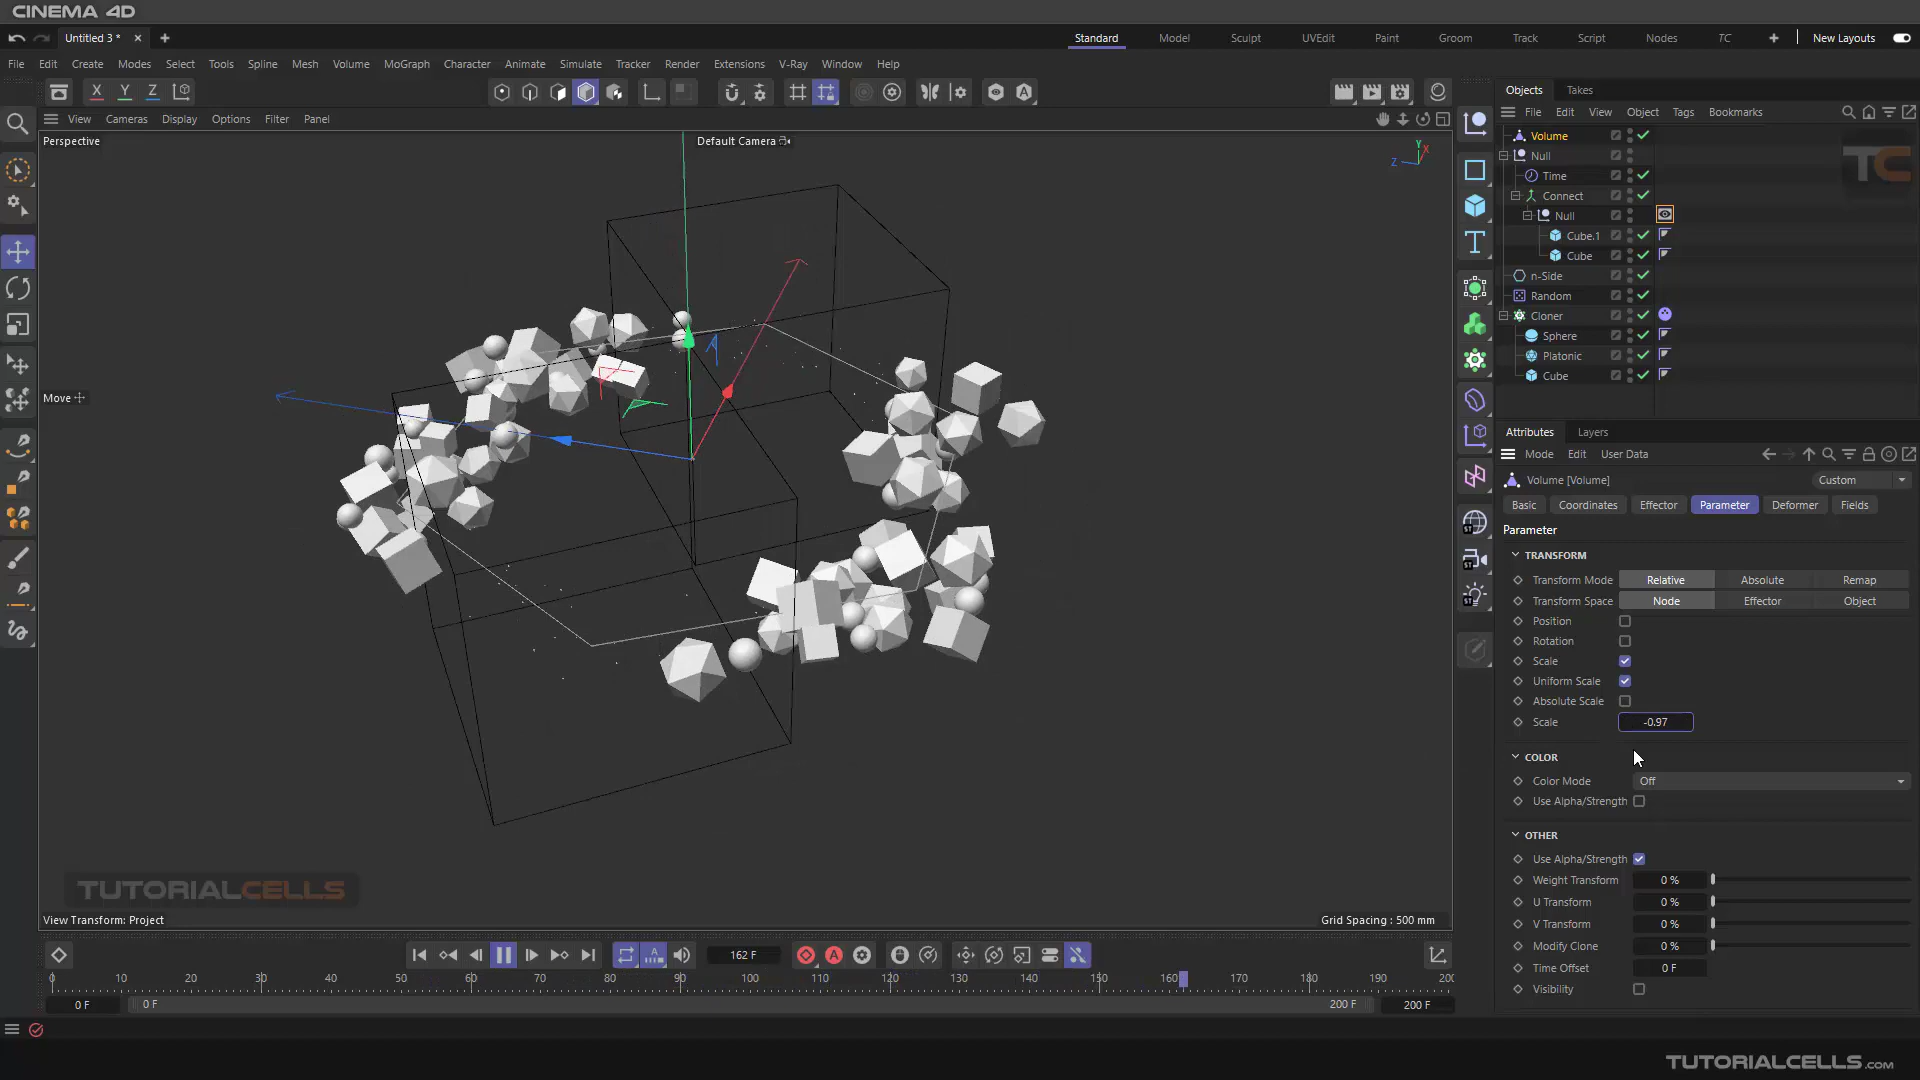 CINEMA 4D
Untitled 3 *
Standard
Model
Sculpt
UVEdit
Paint
Groom
Track
Script
Nodes
TC
New Layouts
File Edit Create Modes Select Tools Spline Mesh Volume MoGraph Character Animate Simulate Tracker Render Extensions V-Ray Window Help
X Y Z
View Cameras Display Options Filter Panel
Perspective
Default Camera
Y
X
Z
Move
Objects Takes
File Edit View Object Tags Bookmarks
Volume
Null
Time
Connect
Null
Cube.1
Cube
n-Side
Random
Cloner
Sphere
Platonic
Cube
TC
Attributes Layers
Mode Edit User Data
Volume [Volume]
Custom
Basic Coordinates Effector Parameter Deformer Fields
Parameter
TRANSFORM
Transform Mode Relative Absolute Remap
Transform Space Node Effector Object
Position
Rotation
Scale
Uniform Scale
Absolute Scale
Scale -0.97
COLOR
Color Mode Off
Use Alpha/Strength
OTHER
Use Alpha/Strength
Weight Transform 0 %
U Transform 0 %
V Transform 0 %
Modify Clone 0 %
Time Offset 0 F
Visibility
TUTORIALCELLS
View Transform: Project
Grid Spacing : 500 mm
162 F
0 10 20 30 40 50 60 70 80 90 100 110 120 130 140 150 160 170 180 190 200
0 F 0 F 200 F 200 F
TUTORIALCELLS.com